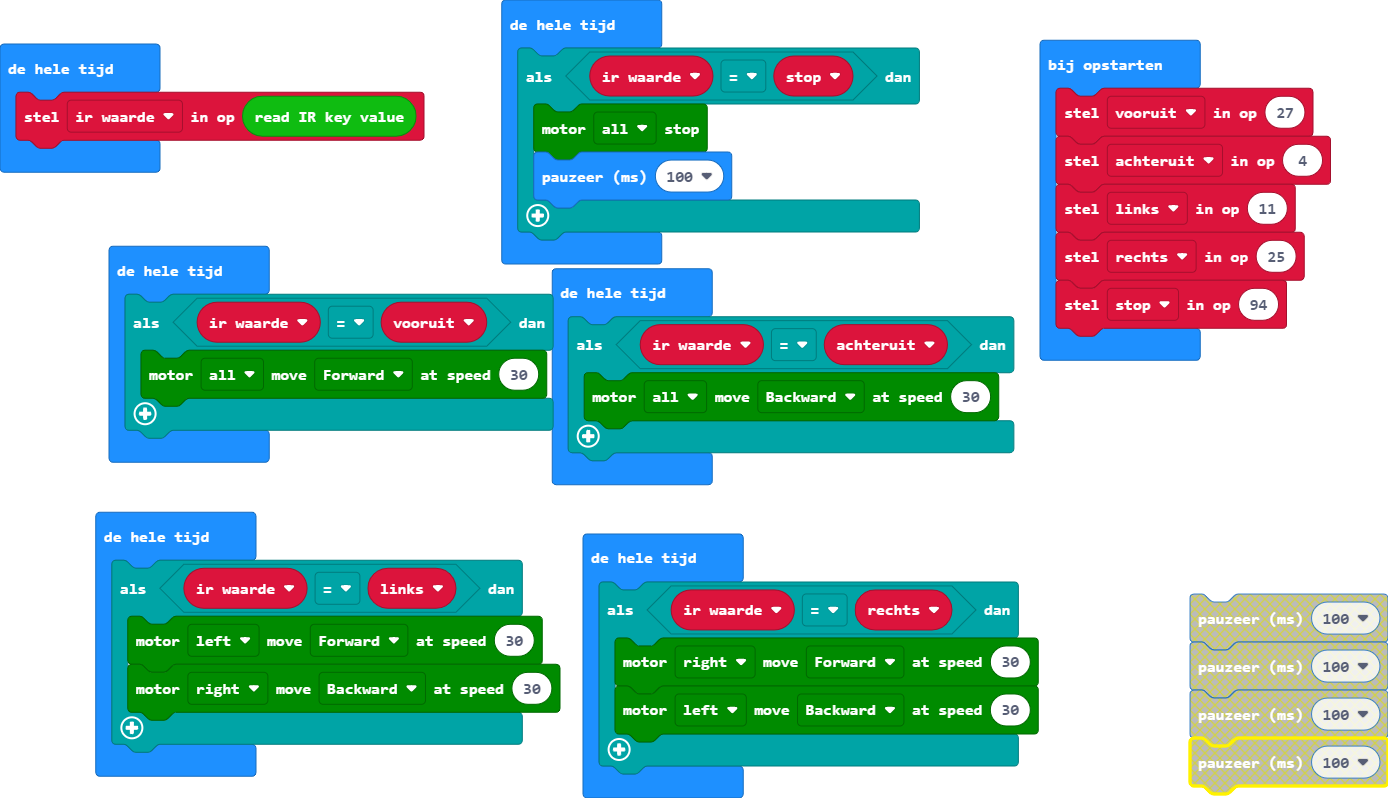 de hele tijd
stel ir waarde in op read IR key value
de hele tijd
als ir waarde = stop dan
motor all stop
pauzeer (ms) 100
bij opstarten
stel vooruit in op 27
stel achteruit in op 4
stel links in op 11
stel rechts in op 25
stel stop in op 94
de hele tijd
als ir waarde = vooruit dan
motor all move Forward at speed 30
de hele tijd
als ir waarde = achteruit dan
motor all move Backward at speed 30
de hele tijd
als ir waarde = links dan
motor left move Forward at speed 30
motor right move Backward at speed 30
de hele tijd
als ir waarde = rechts dan
motor right move Forward at speed 30
motor left move Backward at speed 30
pauzeer (ms) 100
pauzeer (ms) 100
pauzeer (ms) 100
pauzeer (ms) 100